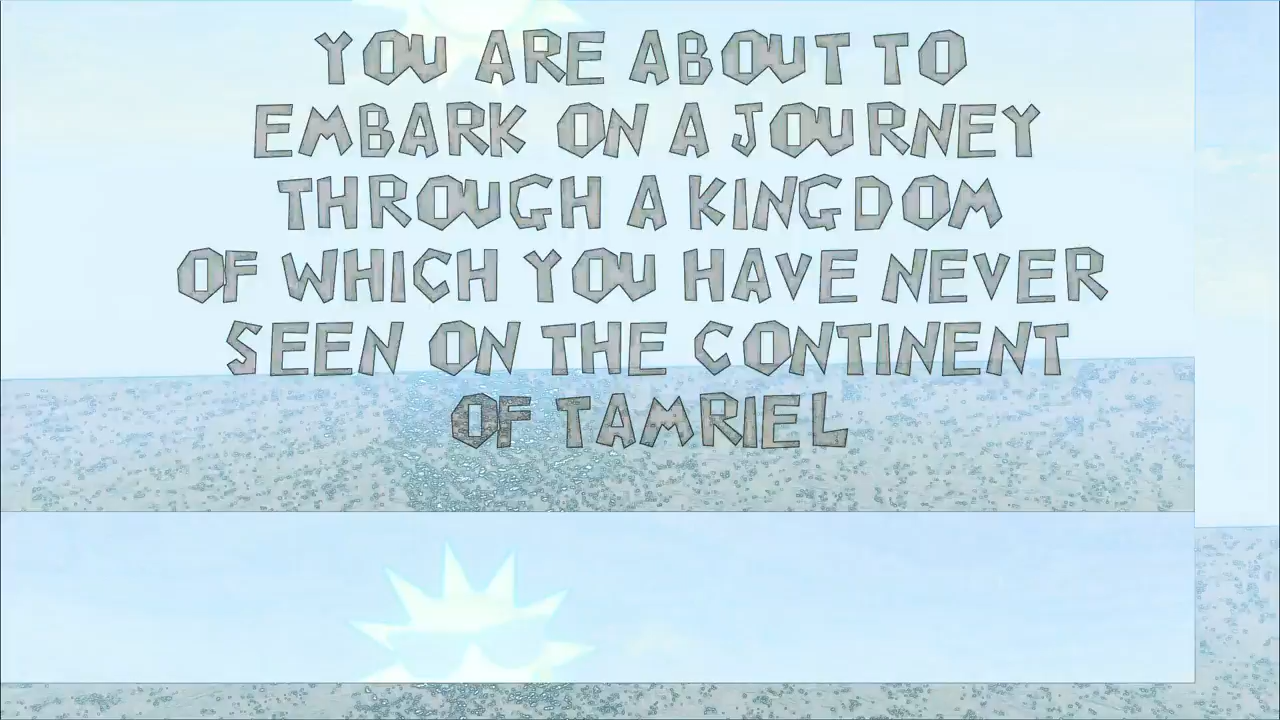 YOU ARE ABOUT TO
EMBARK ON A JOURNEY
THROUGH A KINGDOM
OF WHICH YOU HAVE NEVER
SEEN ON THE CONTINENT
OF TAMRIEL